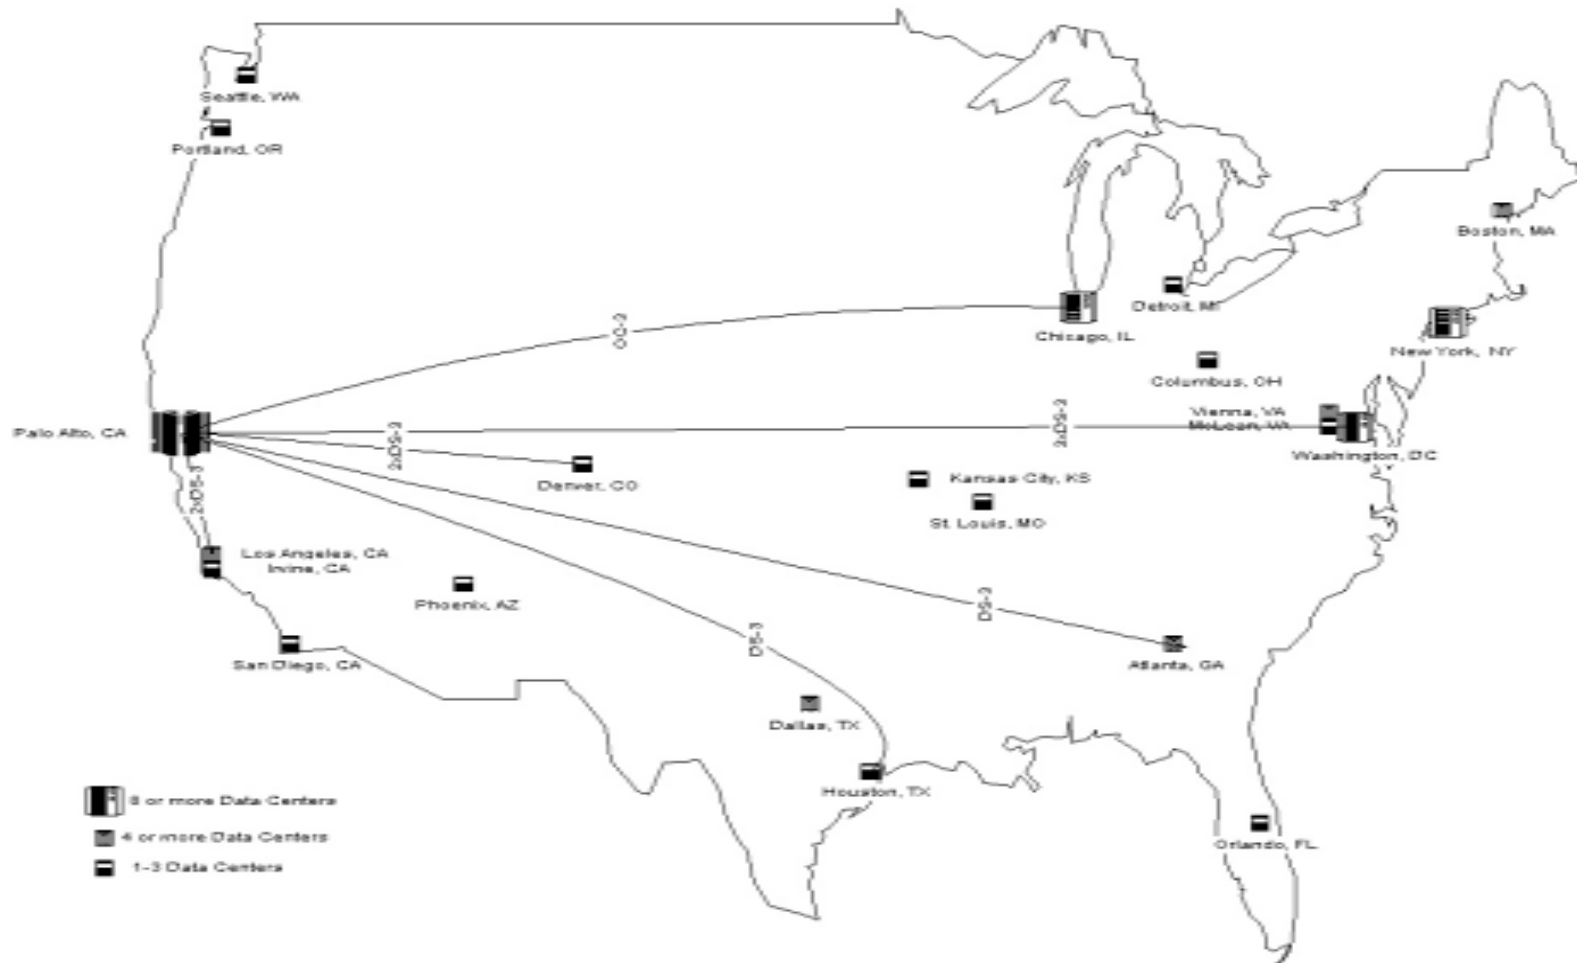 Seattle, WA
Portland, OR
Boston, MA
Detroit, MI
OC-3
Chicago, IL
New York, NY
Columbus, OH
Vienna, VA
McLean, VA
Palo Alto, CA
2xDS-3
2xDS-3
Washington, DC
2xDS-3
Denver, CO
Kansas City, KS
St. Louis, MO
Los Angeles, CA
Irvine, CA
Phoenix, AZ
DS-3
DS-3
San Diego, CA
Atlanta, GA
Dallas, TX
Houston, TX
8 or more Data Centers
4 or more Data Centers
1-3 Data Centers
Orlando, FL